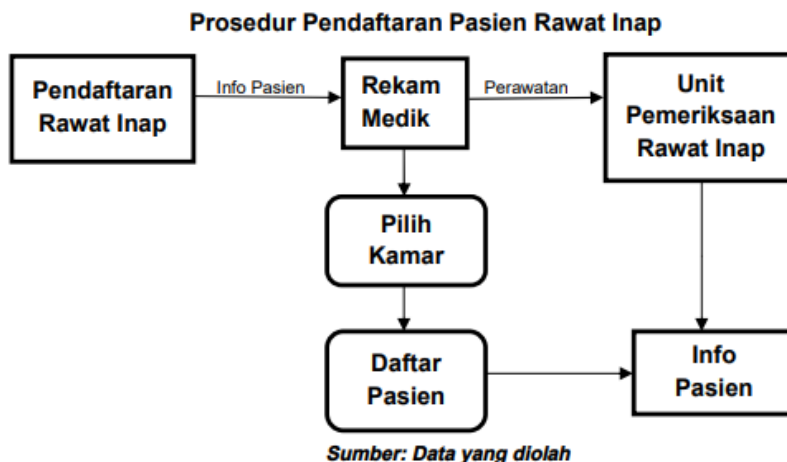 Prosedur Pendaftaran Pasien Rawat Inap
Pendaftaran
Rawat Inap
Info Pasien
Rekam
Medik
Perawatan
Unit
Pemeriksaan
Rawat Inap
Pilih
Kamar
Daftar
Pasien
Info
Pasien
Sumber: Data yang diolah